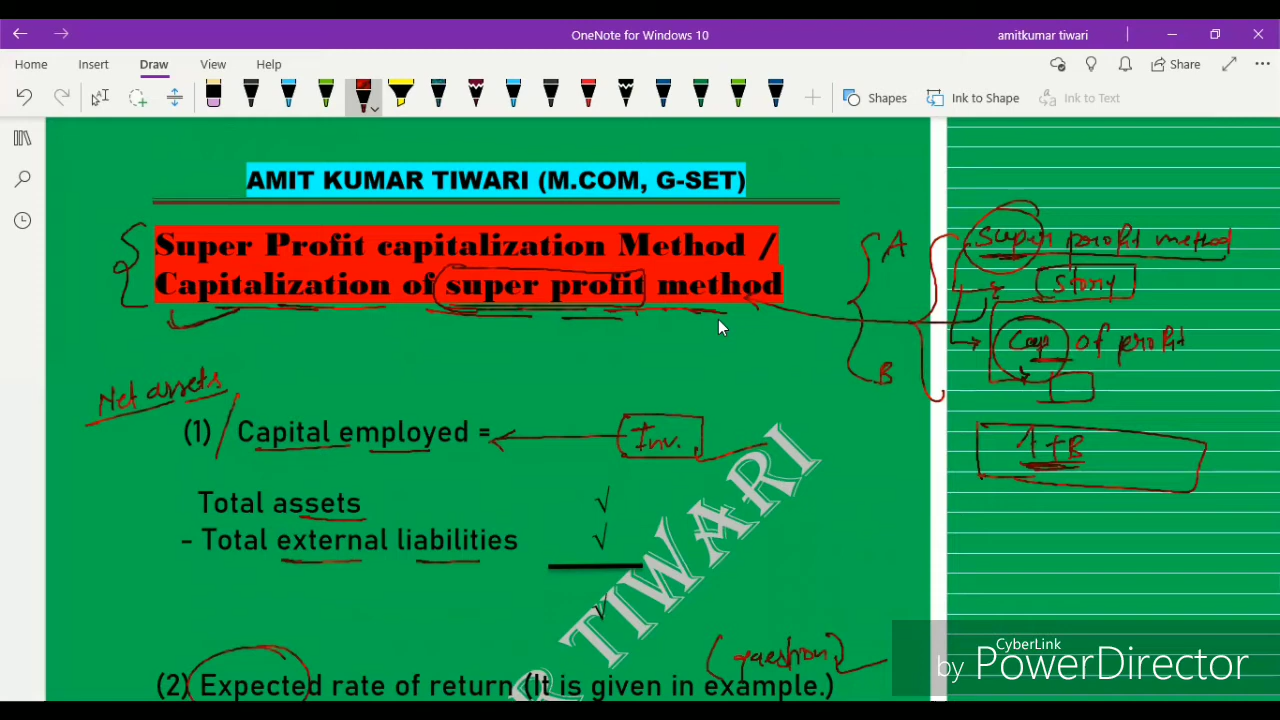 OneNote for Windows 10
amitkumar tiwari
Home Insert Draw View Help
Share
Shapes Ink to Shape Ink to Text
AMIT KUMAR TIWARI (M.COM, G-SET)
Super Profit capitalization Method /
Capitalization of super profit method
A
B
Super profit method
Story
Cap of profit
A+B
Net assets
(1) / Capital employed =
Inv.
Total assets √
- Total external liabilities √
√
TIWARI
R
(question)
(2) Expected rate of return (It is given in example.)
CyberLink
by PowerDirector